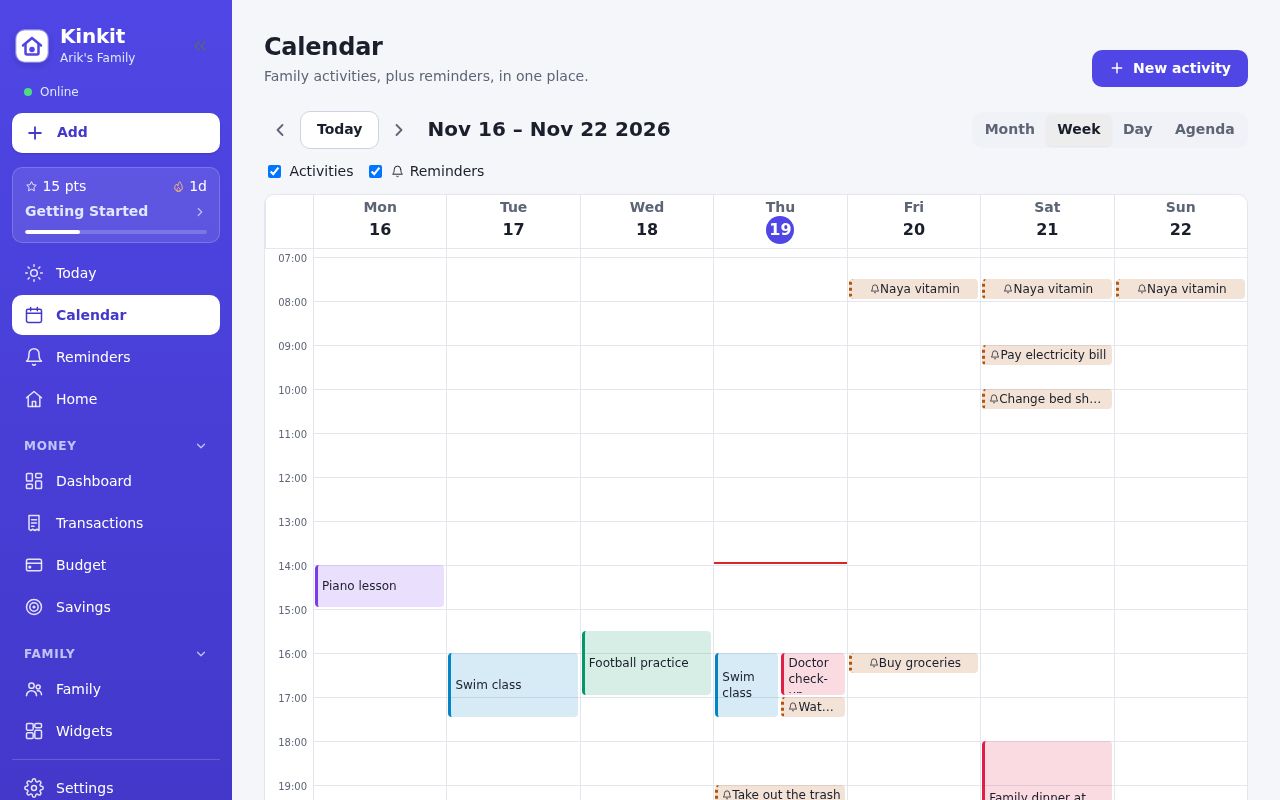 Kinkit
Arik's Family
Online
Add
15 pts
1d
Getting Started
Today
Calendar
Reminders
Home
MONEY
Dashboard
Transactions
Budget
Savings
FAMILY
Family
Widgets
Settings
Calendar
Family activities, plus reminders, in one place.
New activity
Today
Nov 16 – Nov 22 2026
Month
Week
Day
Agenda
Activities
Reminders
Mon
16
Tue
17
Wed
18
Thu
19
Fri
20
Sat
21
Sun
22
07:00
Naya vitamin
Naya vitamin
Naya vitamin
08:00
09:00
Pay electricity bill
10:00
Change bed sh…
11:00
12:00
13:00
14:00
Piano lesson
15:00
16:00
Swim class
Football practice
Swim
class
Doctor
check-
Buy groceries
17:00
Wat…
18:00
19:00
Take out the trash
Family dinner at